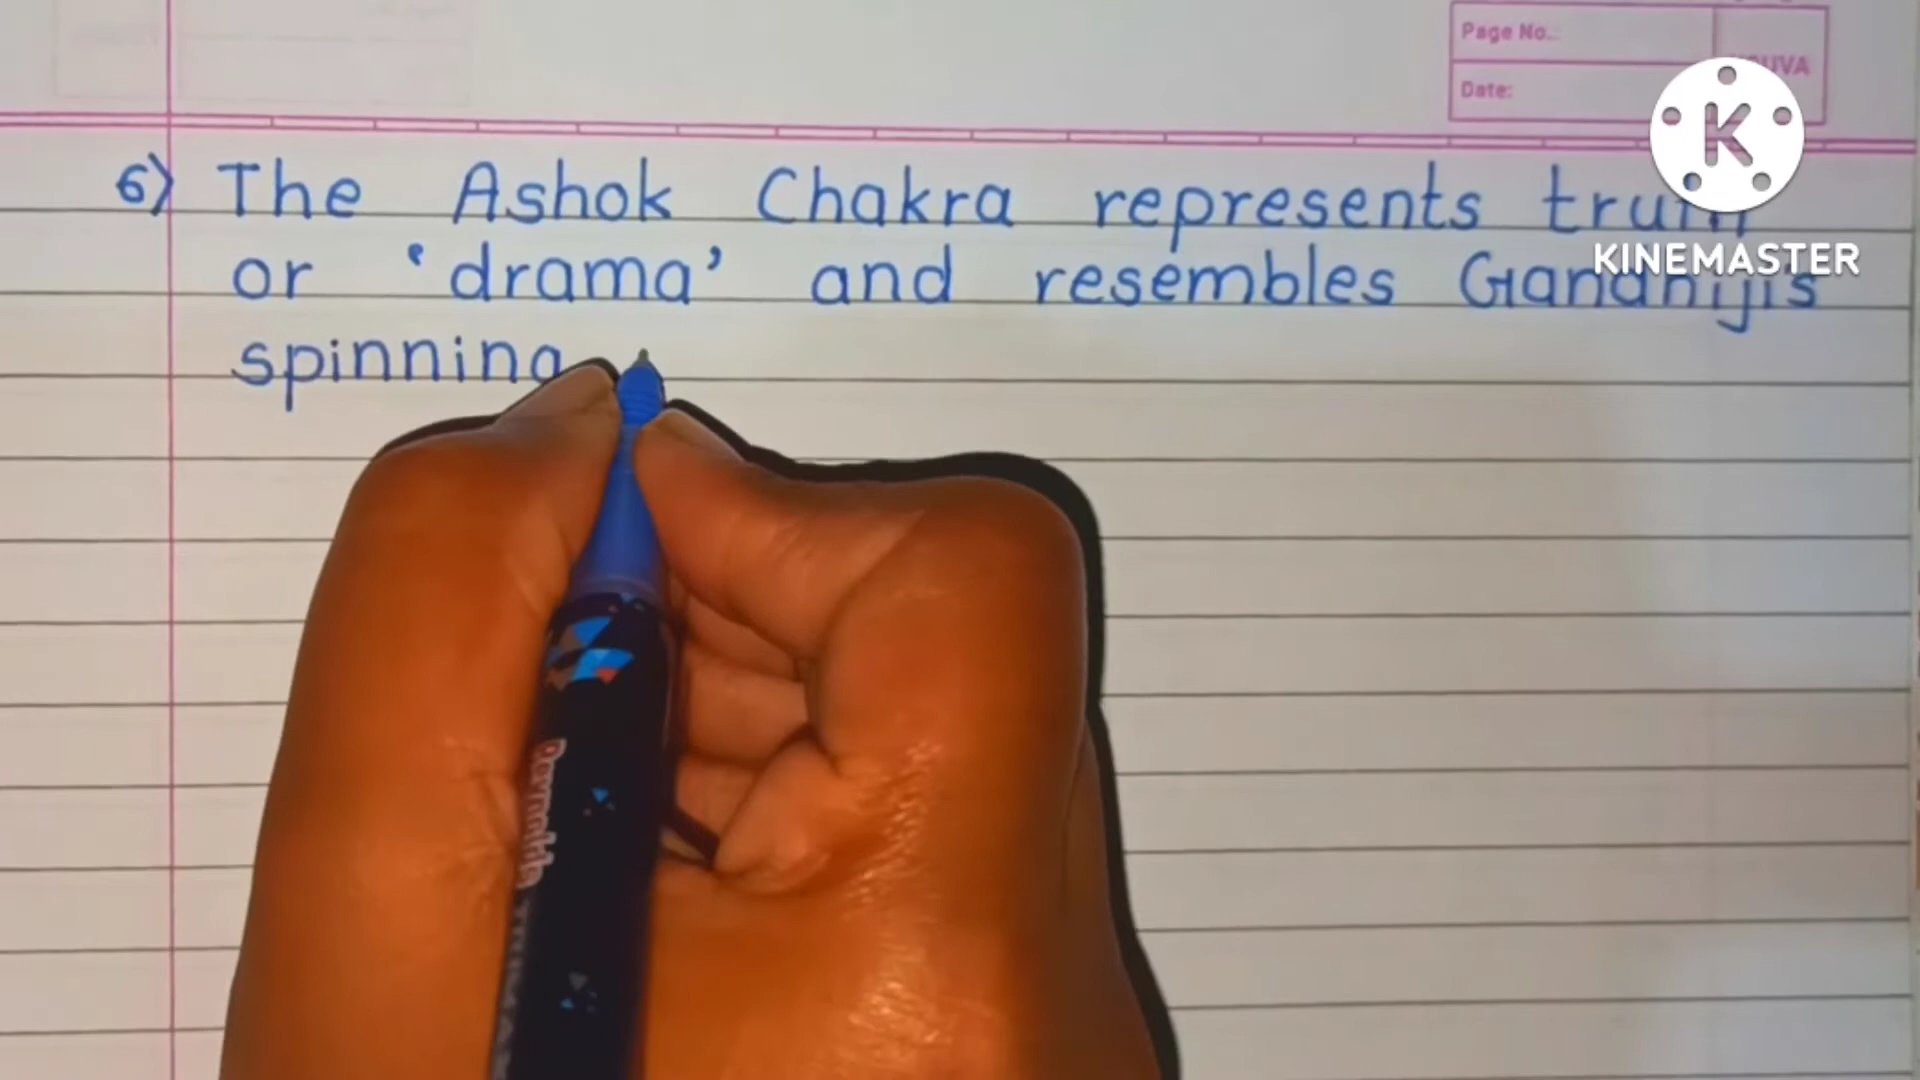 Page No.:
Date:
6) The Ashok Chakra represents truth
or 'drama' and resembles Gandhiji's
spinning
K
KINEMASTER